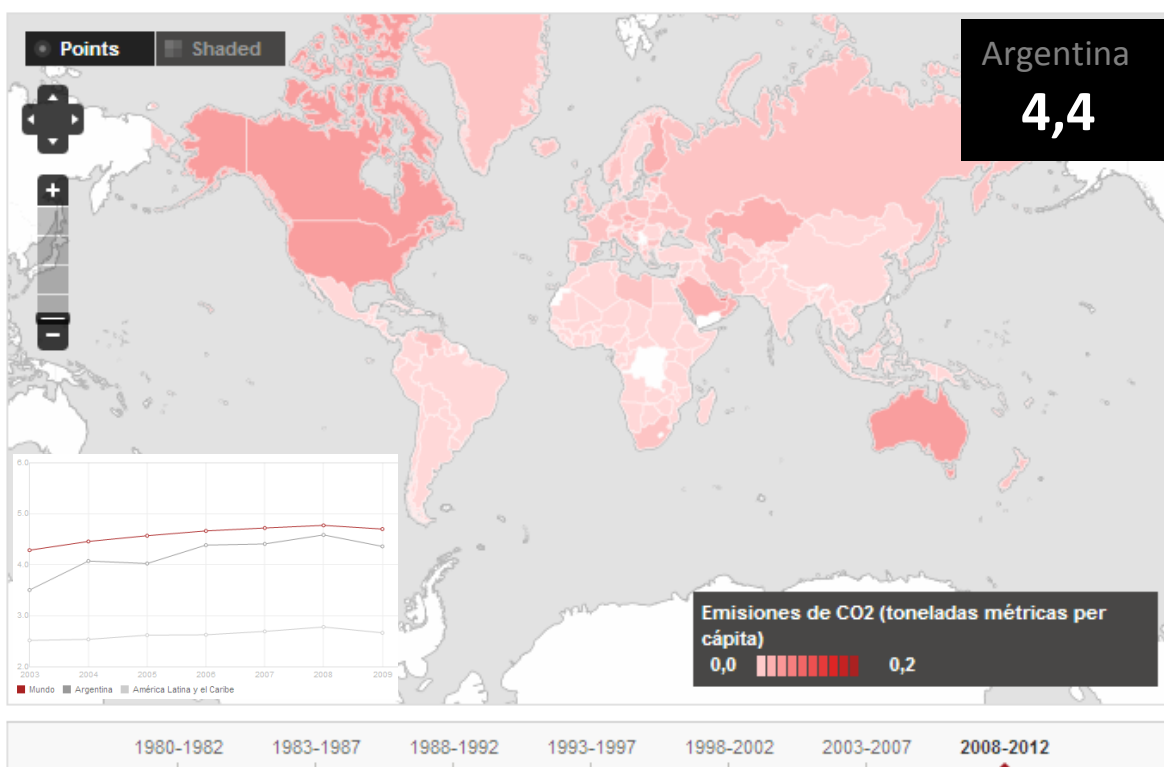 Points
Shaded
Argentina
4,4
+
−
6.0
5.0
4.0
3.0
2.0
2003 2004 2005 2006 2007 2008 2009
Mundo Argentina América Latina y el Caribe
Emisiones de CO2 (toneladas métricas per
cápita)
0,0 0,2
1980-1982 1983-1987 1988-1992 1993-1997 1998-2002 2003-2007 2008-2012